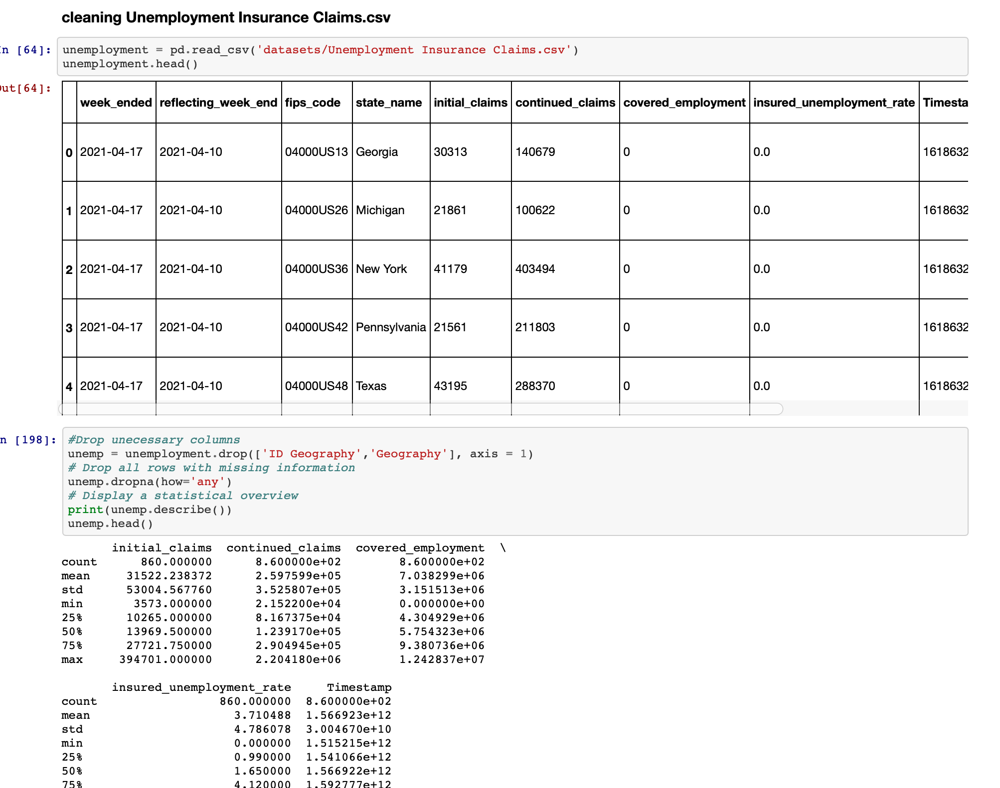 cleaning Unemployment Insurance Claims.csv
n [64]: unemployment = pd.read_csv('datasets/Unemployment Insurance Claims.csv')
unemployment.head()
Out[64]:
week_ended reflecting_week_end fips_code state_name initial_claims continued_claims covered_employment insured_unemployment_rate Timesta
0 2021-04-17 2021-04-10 04000US13 Georgia 30313 140679 0 0.0 1618632
1 2021-04-17 2021-04-10 04000US26 Michigan 21861 100622 0 0.0 1618632
2 2021-04-17 2021-04-10 04000US36 New York 41179 403494 0 0.0 1618632
3 2021-04-17 2021-04-10 04000US42 Pennsylvania 21561 211803 0 0.0 1618632
4 2021-04-17 2021-04-10 04000US48 Texas 43195 288370 0 0.0 1618632
n [198]: #Drop unecessary columns
unemp = unemployment.drop(['ID Geography','Geography'], axis = 1)
# Drop all rows with missing information
unemp.dropna(how='any')
# Display a statistical overview
print(unemp.describe())
unemp.head()
initial_claims continued_claims covered_employment \
count 860.000000 8.600000e+02 8.600000e+02
mean 31522.238372 2.597599e+05 7.038299e+06
std 53004.567760 3.525807e+05 3.151513e+06
min 3573.000000 2.152200e+04 0.000000e+00
25% 10265.000000 8.167375e+04 4.304929e+06
50% 13969.500000 1.239170e+05 5.754323e+06
75% 27721.750000 2.904945e+05 9.380736e+06
max 394701.000000 2.204180e+06 1.242837e+07
insured_unemployment_rate Timestamp
count 860.000000 8.600000e+02
mean 3.710488 1.566923e+12
std 4.786078 3.004670e+10
min 0.000000 1.515215e+12
25% 0.990000 1.541066e+12
50% 1.650000 1.566922e+12
75% 4.120000 1.592777e+12